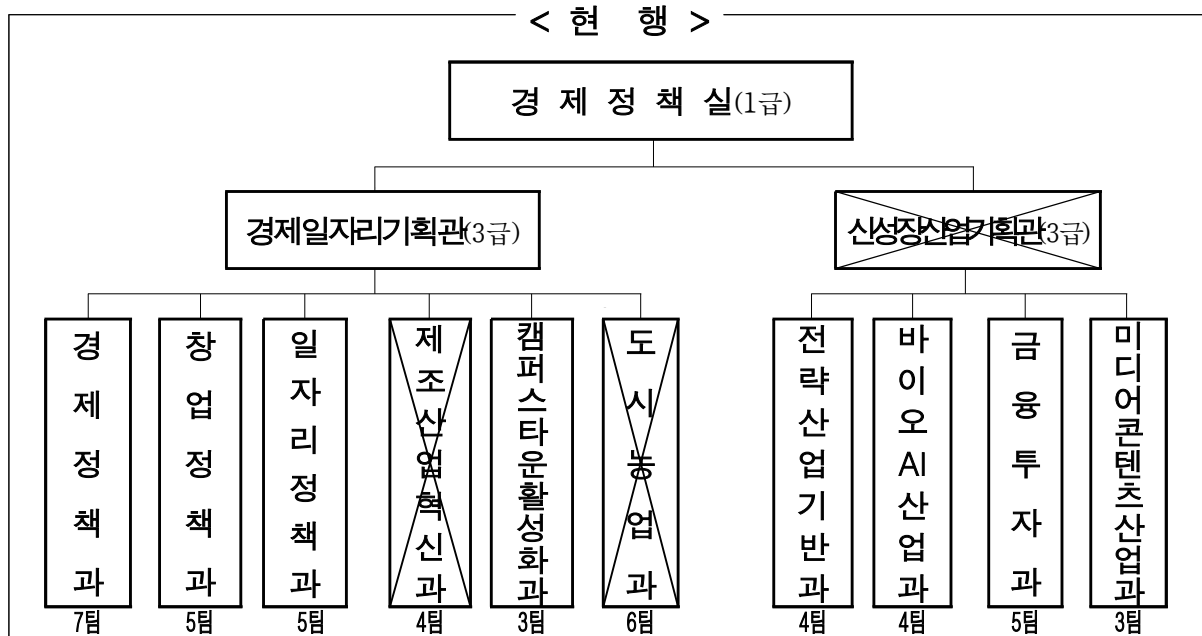 < 현 행 >
경 제 정 책 실(1급)
경제일자리기획관(3급)
신성장산업기획관(3급)
경제정책과
창업정책과
일자리정책과
제조산업혁신과
캠퍼스타운활성화과
도시농업과
전략산업기반과
바이오AI산업과
금융투자과
미디어콘텐츠산업과
7팀 5팀 5팀 4팀 3팀 6팀 4팀 4팀 5팀 3팀